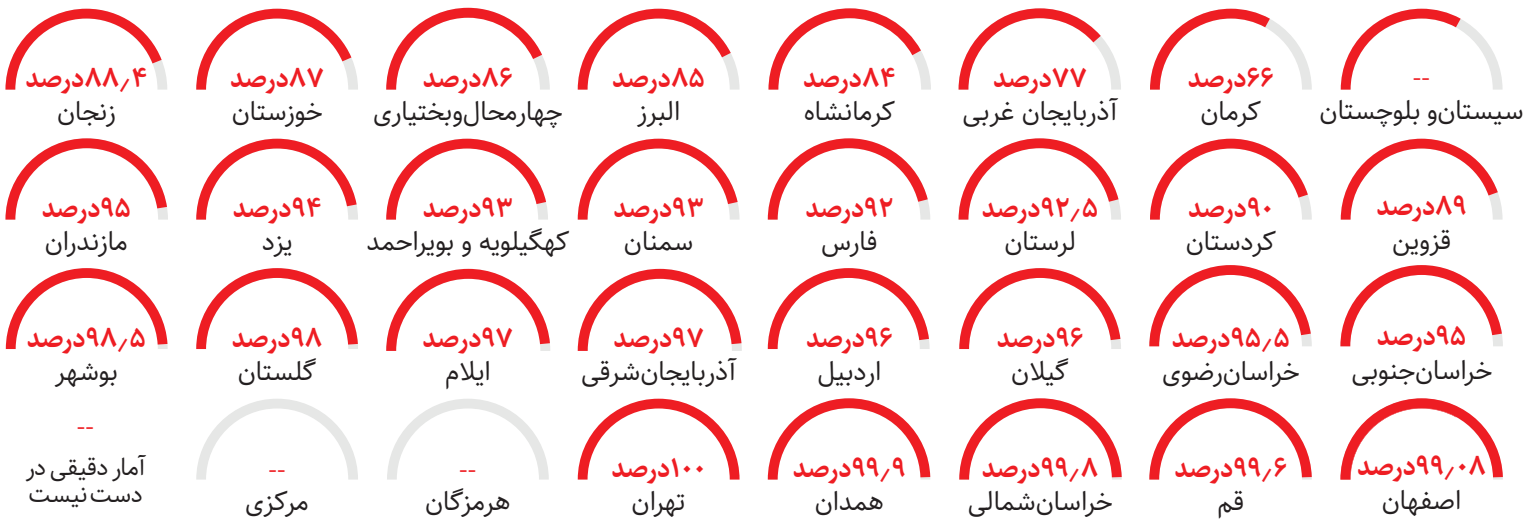 --
سیستان‌و بلوچستان
۶۶درصد
کرمان
۷۷درصد
آذربایجان غربی
۸۴درصد
کرمانشاه
۸۵درصد
البرز
۸۶درصد
چهارمحال‌وبختیاری
۸۷درصد
خوزستان
۸۸٫۴درصد
زنجان
۸۹درصد
قزوین
۹۰درصد
کردستان
۹۲٫۵درصد
لرستان
۹۲درصد
فارس
۹۳درصد
سمنان
۹۳درصد
کهگیلویه و بویراحمد
۹۴درصد
یزد
۹۵درصد
مازندران
۹۵درصد
خراسان‌جنوبی
۹۵٫۵درصد
خراسان‌رضوی
۹۶درصد
گیلان
۹۶درصد
اردبیل
۹۷درصد
آذربایجان‌شرقی
۹۷درصد
ایلام
۹۸درصد
گلستان
۹۸٫۵درصد
بوشهر
۹۹٫۰۸درصد
اصفهان
۹۹٫۶درصد
قم
۹۹٫۸درصد
خراسان‌شمالی
۹۹٫۹درصد
همدان
۱۰۰درصد
تهران
--
هرمزگان
--
مرکزی
--
آمار دقیقی در
دست نیست